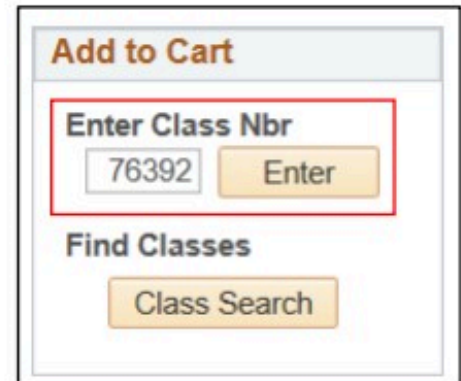 Add to Cart
Enter Class Nbr
76392 Enter
Find Classes
Class Search